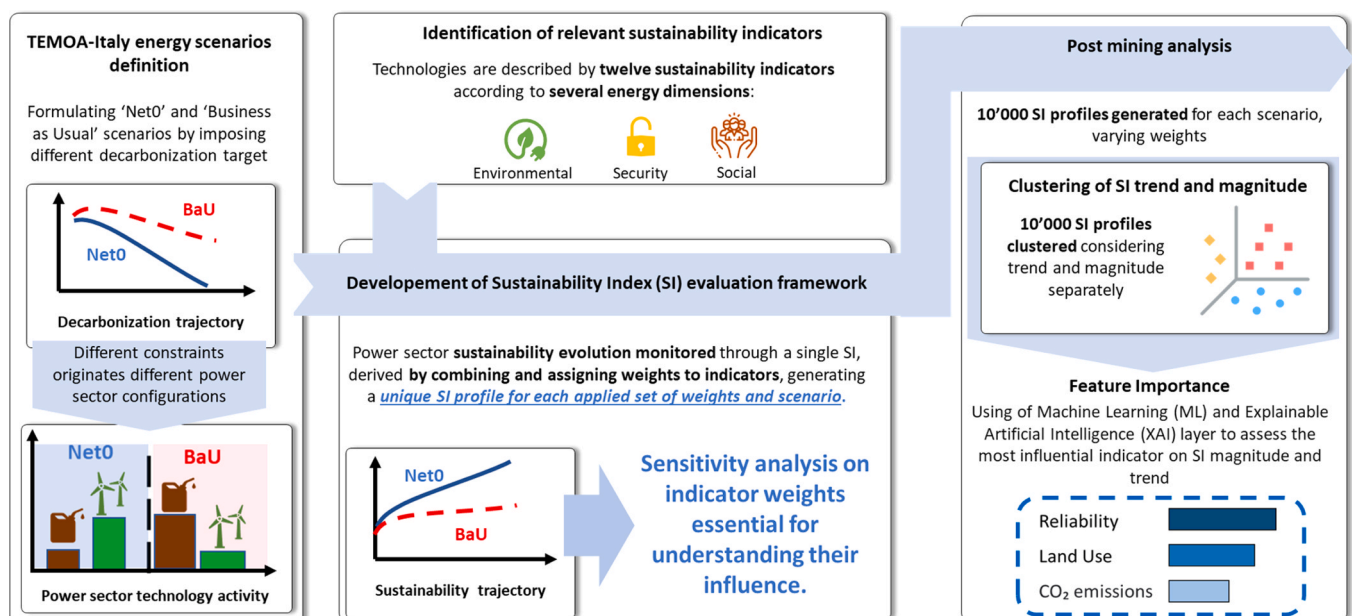 TEMOA-Italy energy scenarios
definition
Formulating ‘Net0’ and ‘Business
as Usual’ scenarios by imposing
different decarbonization target
BaU
Net0
Decarbonization trajectory
Different constraints
originates different power
sector configurations
Net0
BaU
Power sector technology activity
Identification of relevant sustainability indicators
Technologies are described by twelve sustainability indicators
according to several energy dimensions:
Environmental
Security
Social
Developement of Sustainability Index (SI) evaluation framework
Power sector sustainability evolution monitored through a single SI,
derived by combining and assigning weights to indicators, generating
a unique SI profile for each applied set of weights and scenario.
Net0
BaU
Sustainability trajectory
Sensitivity analysis on
indicator weights
essential for
understanding their
influence.
Post mining analysis
10’000 SI profiles generated for each scenario,
varying weights
Clustering of SI trend and magnitude
10’000 SI profiles
clustered considering
trend and magnitude
separately
Feature Importance
Using of Machine Learning (ML) and Explainable
Artificial Intelligence (XAI) layer to assess the
most influential indicator on SI magnitude and
trend
Reliability
Land Use
CO₂ emissions